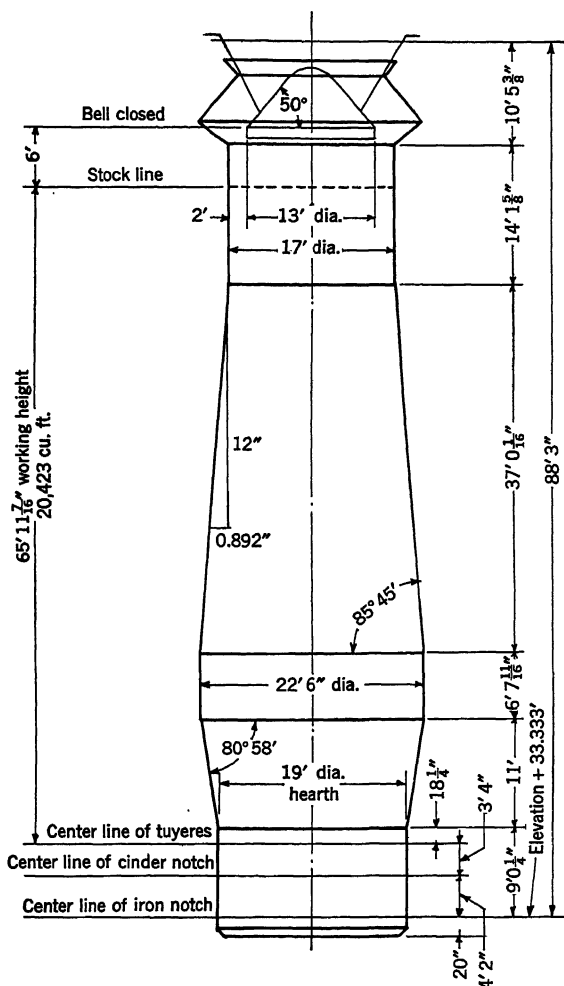 50°
Bell closed
10' 5 3/8"
6'
Stock line
2'
13' dia.
14' 1 5/8"
17' dia.
12"
0.892"
65' 11 7/16" working height
20,423 cu. ft.
37' 0 1/16"
88' 3"
85° 45'
22' 6" dia.
6' 7 11/16"
80° 58'
19' dia.
hearth
18 1/4"
11'
3' 4"
Elevation + 33.333'
Center line of tuyeres
Center line of cinder notch
9' 0 1/4"
Center line of iron notch
20"
4' 2"